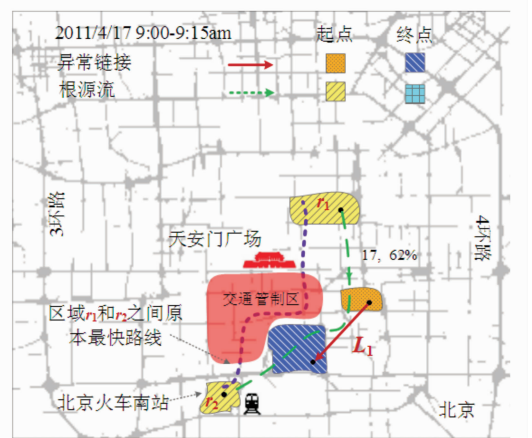 2011/4/17 9:00-9:15am
起点
终点
异常链接
根源流
r1
3环路
天安门广场
4环路
17, 62%
交通管制区
区域r1和r2之间原
本最快路线
L1
北京火车南站
r2
北京